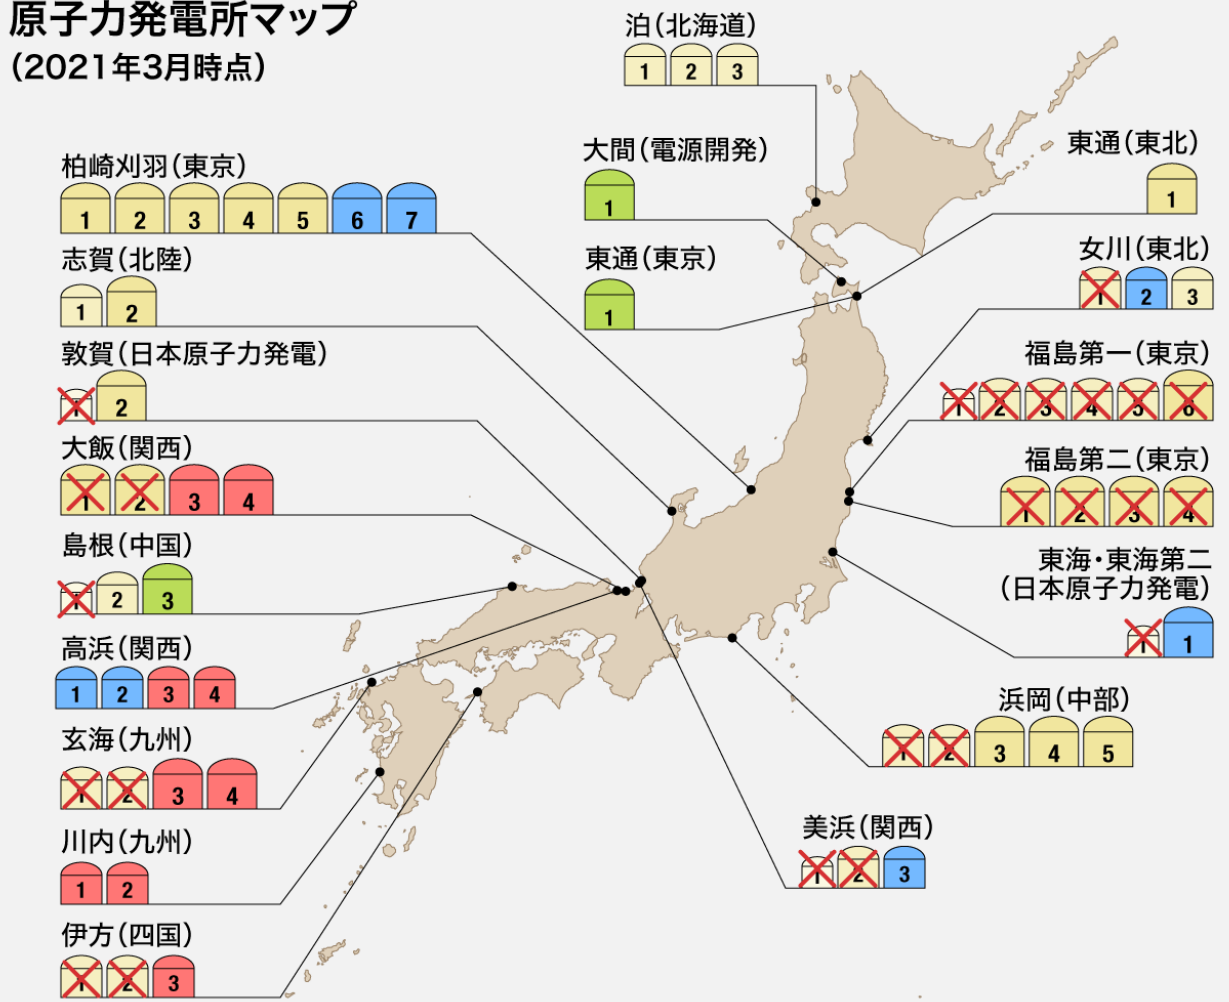 原子力発電所マップ
（2021年3月時点）
泊（北海道）
1 2 3
大間（電源開発）
1
東通（東京）
1
東通（東北）
1
女川（東北）
1 2 3
福島第一（東京）
1 2 3 4 5 6
福島第二（東京）
1 2 3 4
東海・東海第二
（日本原子力発電）
1 1
浜岡（中部）
1 2 3 4 5
美浜（関西）
1 2 3
柏崎刈羽（東京）
1 2 3 4 5 6 7
志賀（北陸）
1 2
敦賀（日本原子力発電）
1 2
大飯（関西）
1 2 3 4
島根（中国）
1 2 3
高浜（関西）
1 2 3 4
玄海（九州）
1 2 3 4
川内（九州）
1 2
伊方（四国）
1 2 3